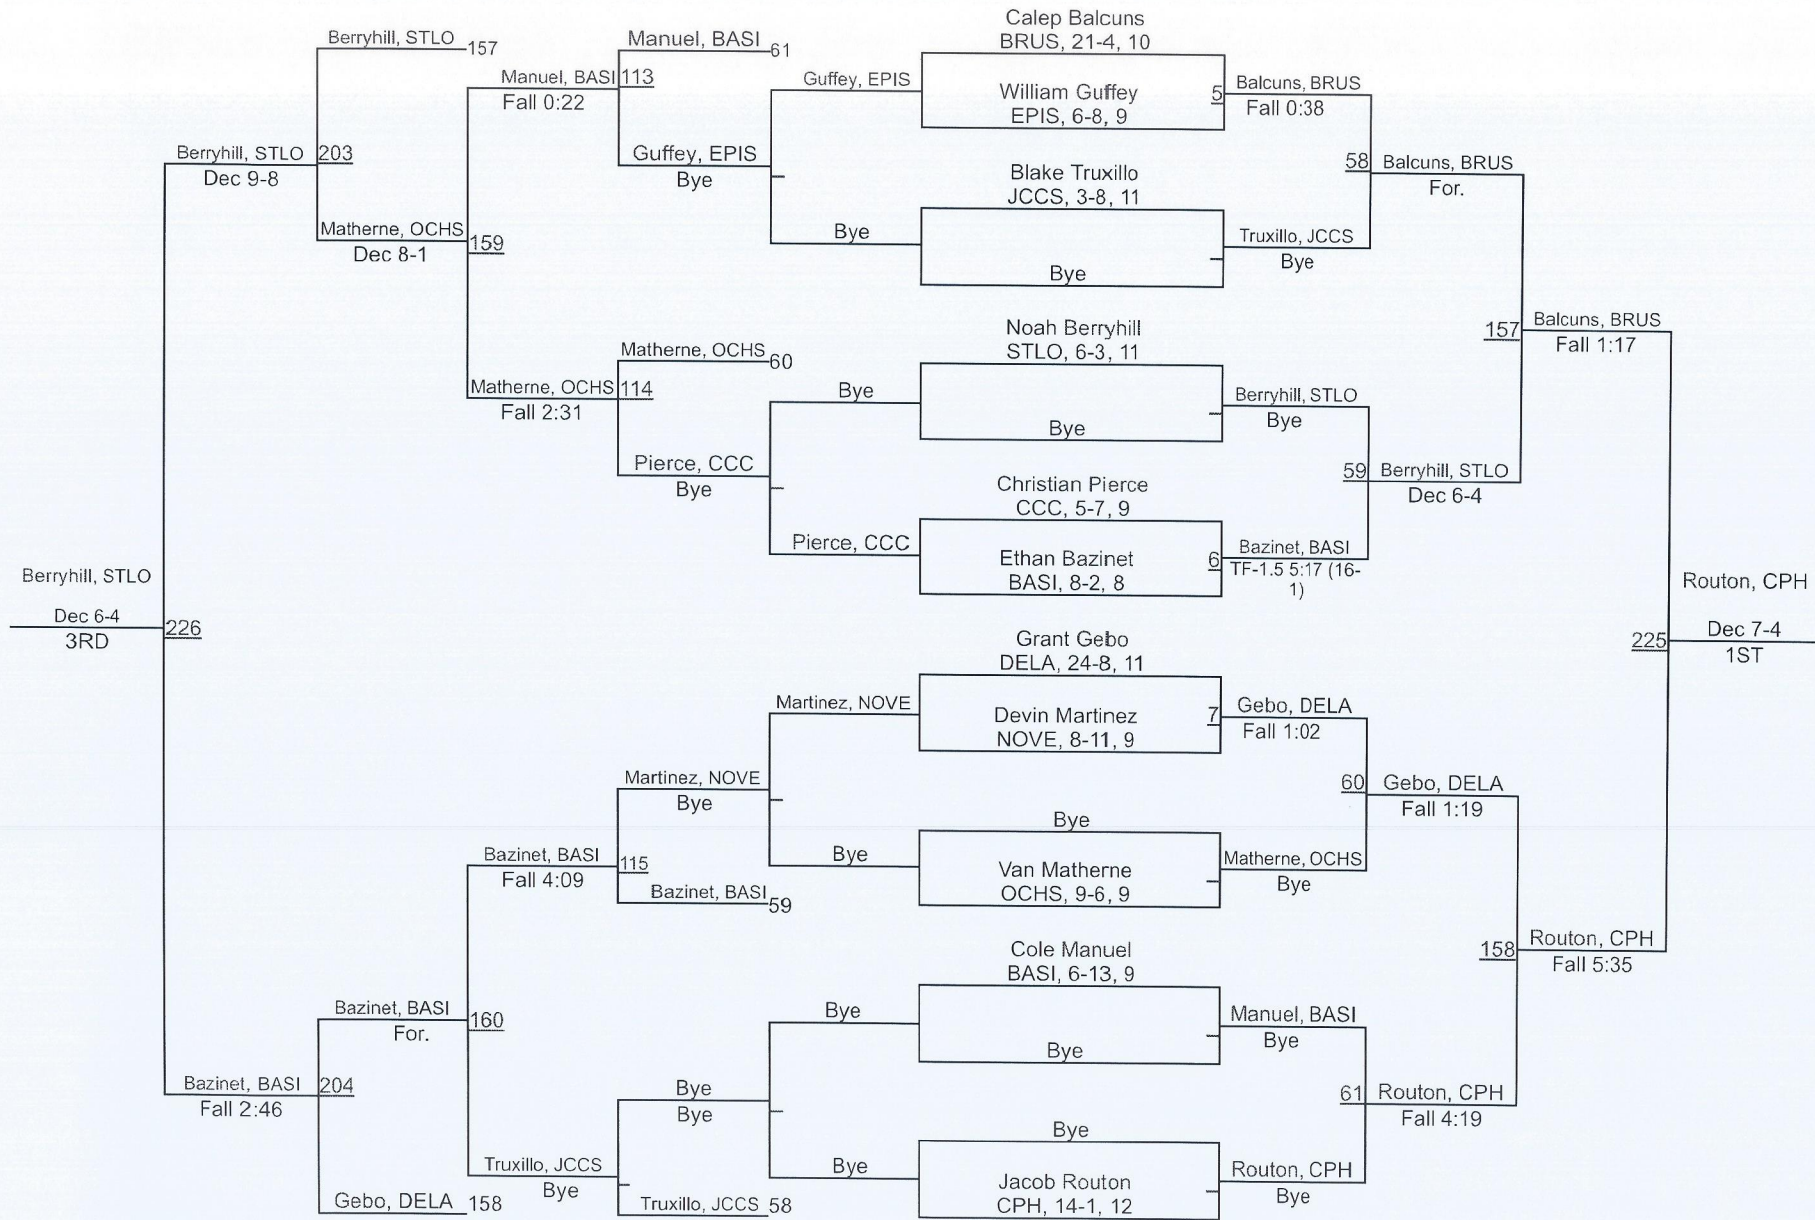 Calep Balcuns
BRUS, 21-4, 10
William Guffey
EPIS, 6-8, 9
5
Blake Truxillo
JCCS, 3-8, 11
Bye
Noah Berryhill
STLO, 6-3, 11
Bye
Christian Pierce
CCC, 5-7, 9
Ethan Bazinet
BASI, 8-2, 8
6
Grant Gebo
DELA, 24-8, 11
Devin Martinez
NOVE, 8-11, 9
7
Bye
Van Matherne
OCHS, 9-6, 9
Cole Manuel
BASI, 6-13, 9
Bye
Bye
Jacob Routon
CPH, 14-1, 12
Balcuns, BRUS
Fall 0:38
Truxillo, JCCS
Bye
Berryhill, STLO
Bye
Bazinet, BASI
TF-1.5 5:17 (16-
1)
Gebo, DELA
Fall 1:02
Matherne, OCHS
Bye
Manuel, BASI
Bye
Routon, CPH
Bye
58
Balcuns, BRUS
For.
59
Berryhill, STLO
Dec 6-4
60
Gebo, DELA
Fall 1:19
61
Routon, CPH
Fall 4:19
157
Balcuns, BRUS
Fall 1:17
158
Routon, CPH
Fall 5:35
225
Routon, CPH
Dec 7-4
1ST
Guffey, EPIS
Bye
Bye
Pierce, CCC
Martinez, NOVE
Bye
Bye
Bye
Manuel, BASI
61
Guffey, EPIS
Bye
Matherne, OCHS
60
Pierce, CCC
Bye
Martinez, NOVE
Bye
Bazinet, BASI
59
Bye
Bye
Truxillo, JCCS
58
Manuel, BASI
113
Fall 0:22
Matherne, OCHS
114
Fall 2:31
Bazinet, BASI
115
Fall 4:09
Truxillo, JCCS
Bye
Berryhill, STLO
157
Matherne, OCHS
159
Dec 8-1
Bazinet, BASI
160
For.
Gebo, DELA
158
Berryhill, STLO
203
Dec 9-8
Bazinet, BASI
204
Fall 2:46
Berryhill, STLO
Dec 6-4
226
3RD